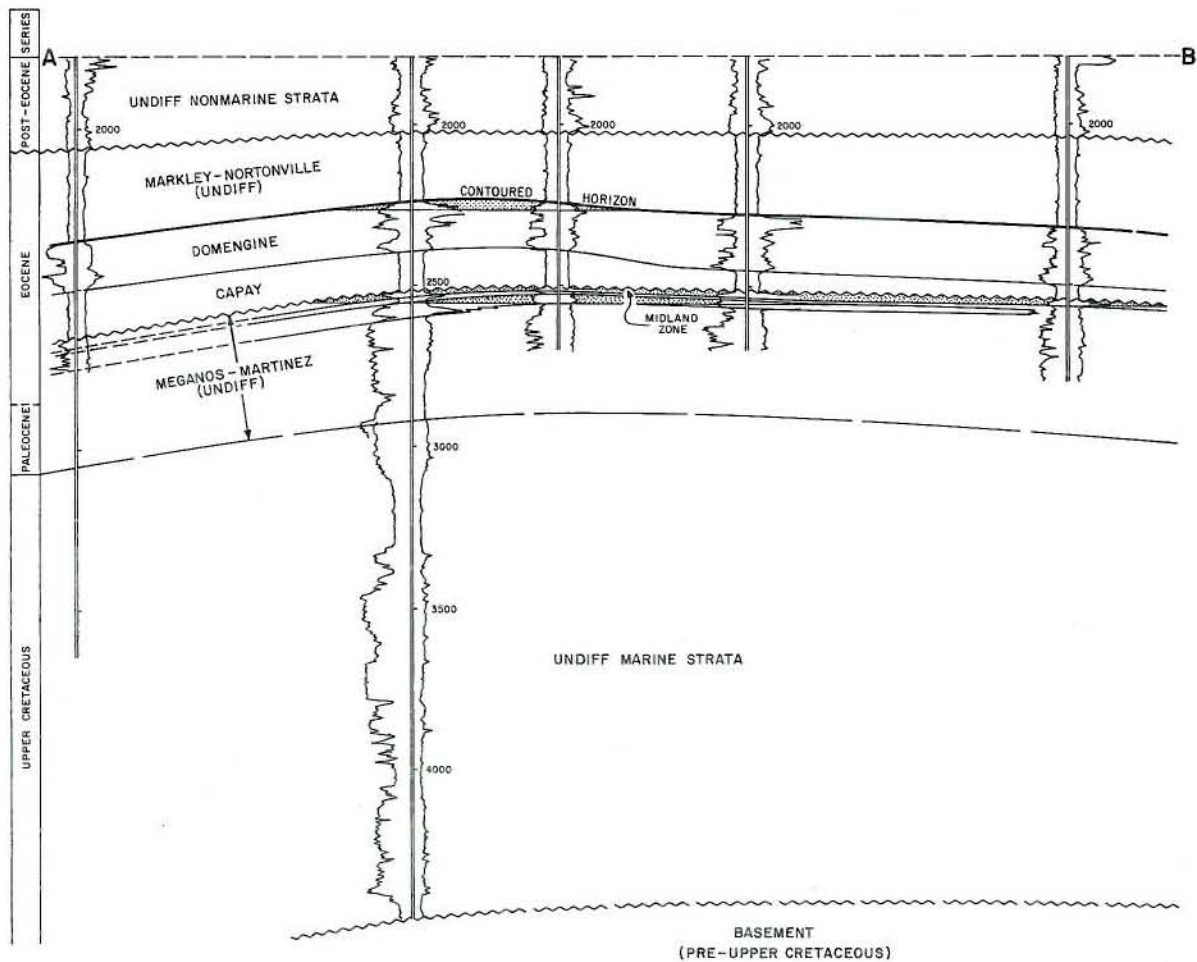 SERIES
A
B
POST-EOCENE
UNDIFF NONMARINE STRATA
2000
2000
2000
2000
2000
EOCENE
MARKLEY-NORTONVILLE
(UNDIFF)
CONTOURED
HORIZON
DOMENGINE
CAPAY
2500
MIDLAND
ZONE
MEGANOS-MARTINEZ
(UNDIFF)
PALEOCENE
3000
UPPER CRETACEOUS
3500
UNDIFF MARINE STRATA
4000
BASEMENT
(PRE-UPPER CRETACEOUS)